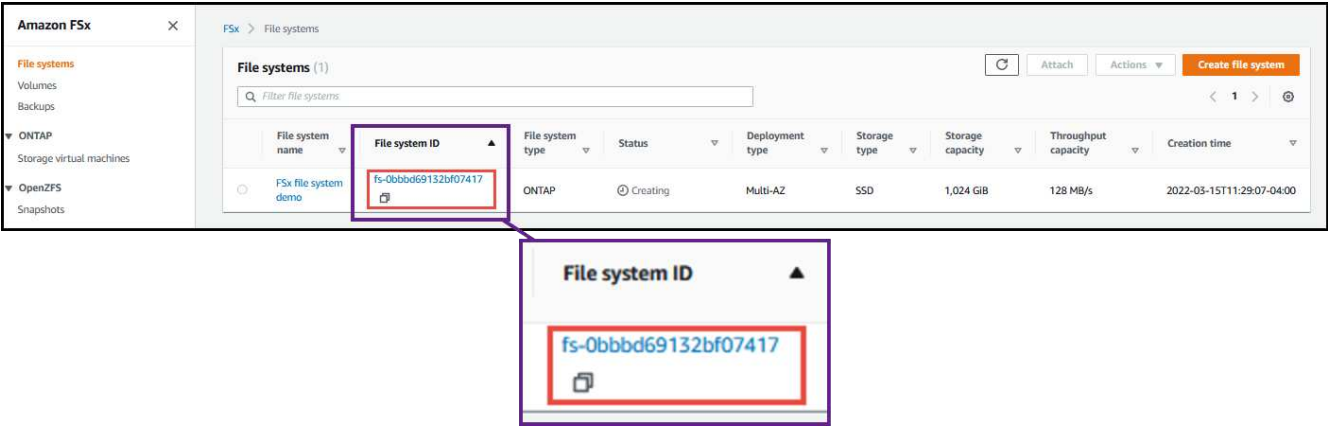 Amazon FSx
File systems
Volumes
Backups
ONTAP
Storage virtual machines
OpenZFS
Snapshots
FSx > File systems
File systems (1)
Attach
Actions
Create file system
Filter file systems
1
File system
name
File system ID
File system
type
Status
Deployment
type
Storage
type
Storage
capacity
Throughput
capacity
Creation time
FSx file system
demo
fs-0bbbd69132bf07417
ONTAP
Creating
Multi-AZ
SSD
1,024 GiB
128 MB/s
2022-03-15T11:29:07-04:00
File system ID
fs-0bbbd69132bf07417